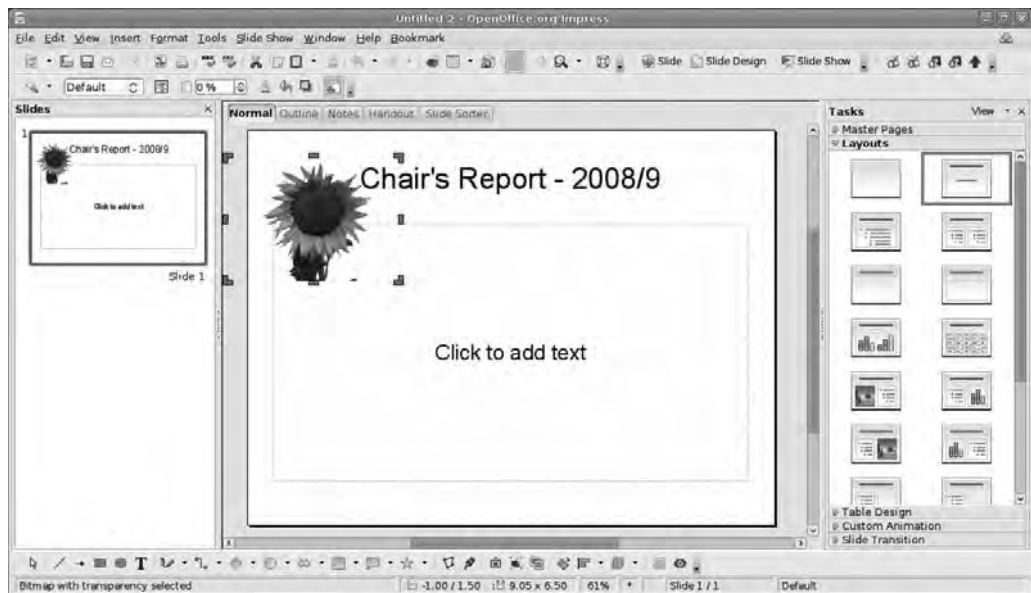 Untitled 2 - OpenOffice.org Impress
File Edit View Insert Format Tools Slide Show Window Help Bookmark
Slide Slide Design Slide Show
Default 0%
Slides
Normal Outline Notes Handout Slide Sorter
Tasks View
1
Chair's Report - 2008/9
Click to add text
Slide 1
Chair's Report - 2008/9
Click to add text
Master Pages
Layouts
Table Design
Custom Animation
Slide Transition
T
Bitmap with transparency selected -1.00 / 1.50 9.05 x 6.50 61% * Slide 1 / 1 Default